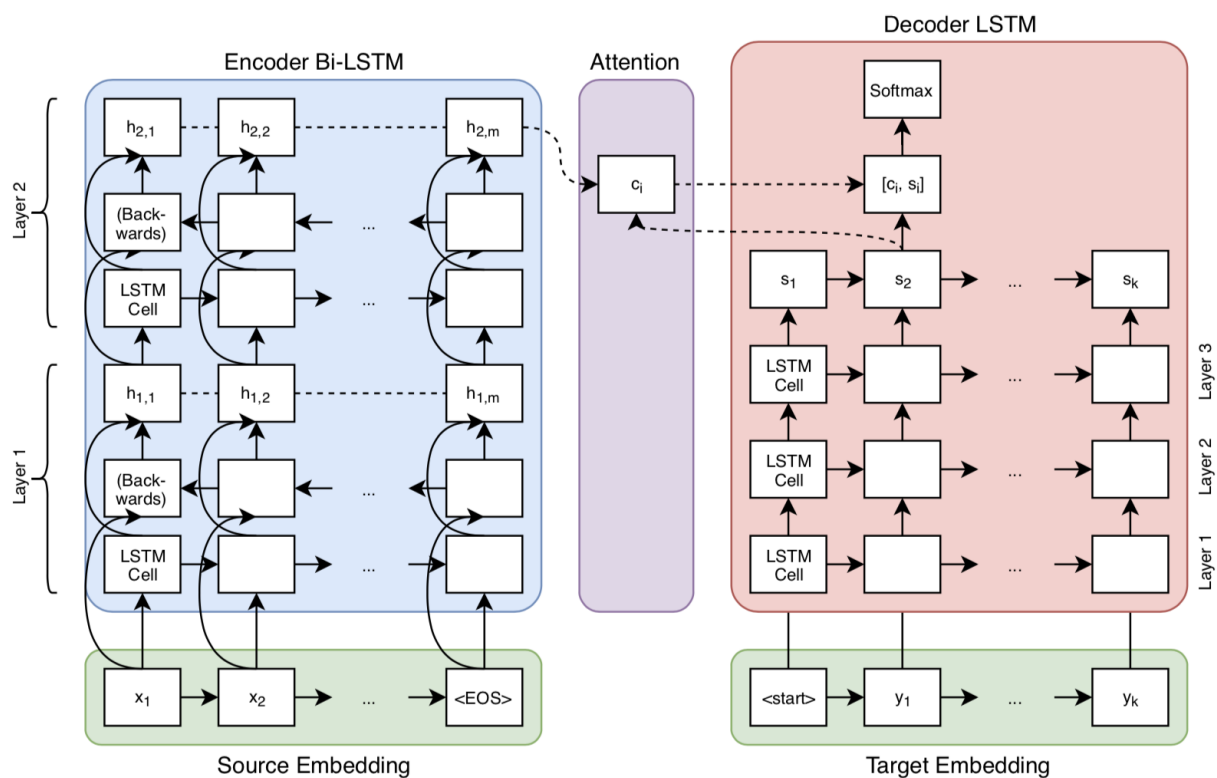 Encoder Bi-LSTM
Attention
Decoder LSTM
Layer 2
h2,1
h2,2
h2,m
(Back-
wards)
...
LSTM
Cell
...
Layer 1
h1,1
h1,2
h1,m
(Back-
wards)
...
LSTM
Cell
...
x1
x2
...
<EOS>
Source Embedding
ci
Softmax
[ci, si]
s1
s2
...
sk
LSTM
Cell
...
Layer 3
LSTM
Cell
...
Layer 2
LSTM
Cell
...
Layer 1
<start>
y1
...
yk
Target Embedding